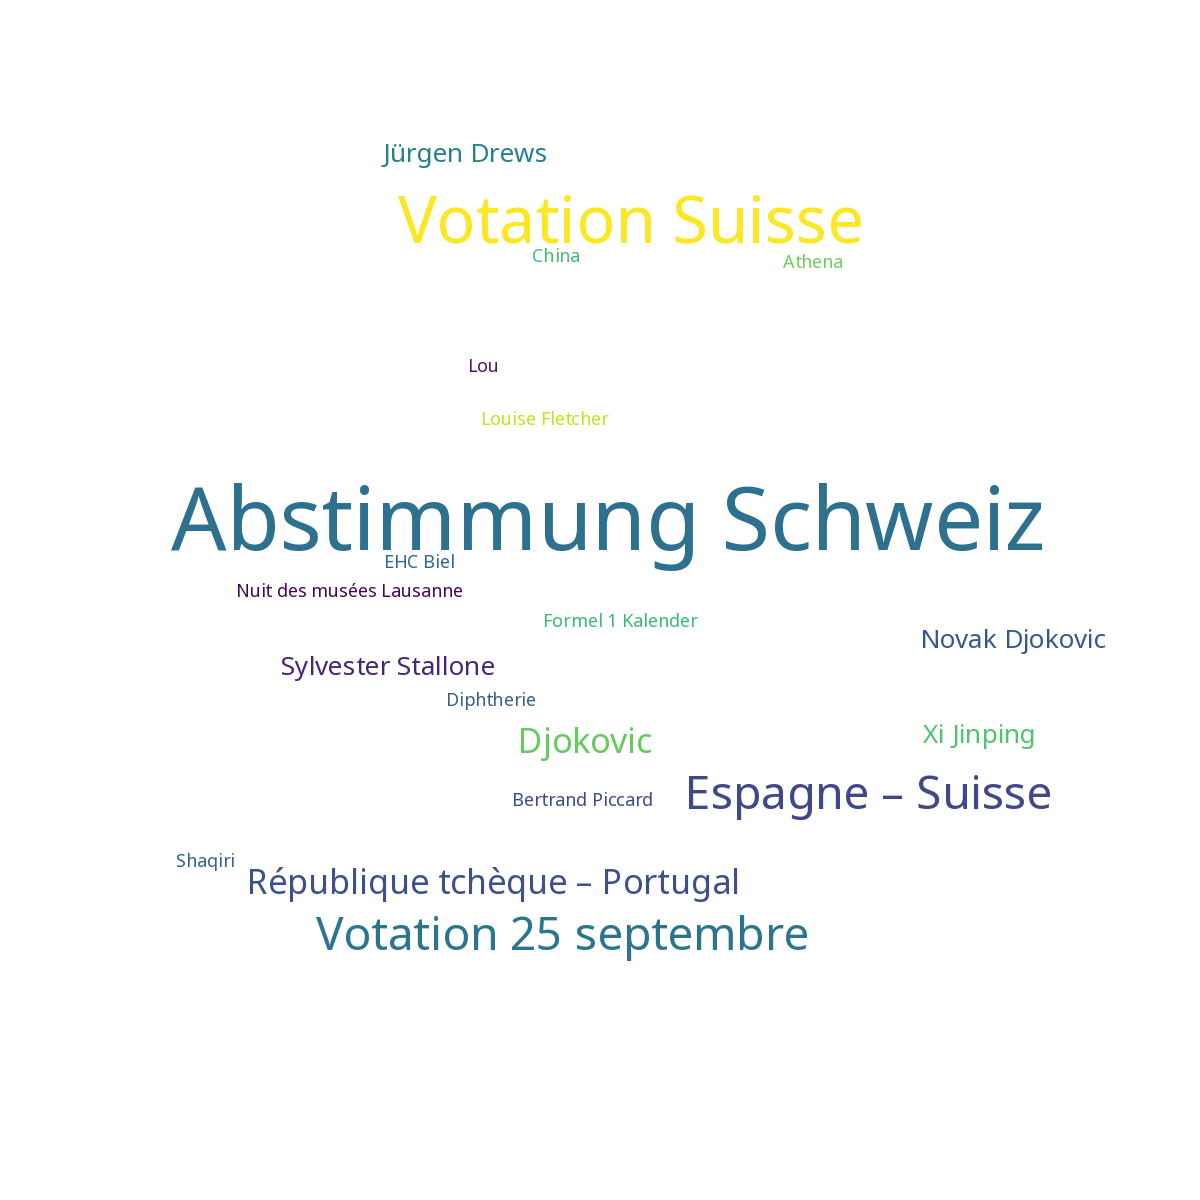 Jürgen Drews
Votation Suisse
China
Athena
Lou
Louise Fletcher
Abstimmung Schweiz
EHC Biel
Nuit des musées Lausanne
Formel 1 Kalender
Novak Djokovic
Sylvester Stallone
Diphtherie
Djokovic
Xi Jinping
Bertrand Piccard
Espagne – Suisse
Shaqiri
République tchèque – Portugal
Votation 25 septembre